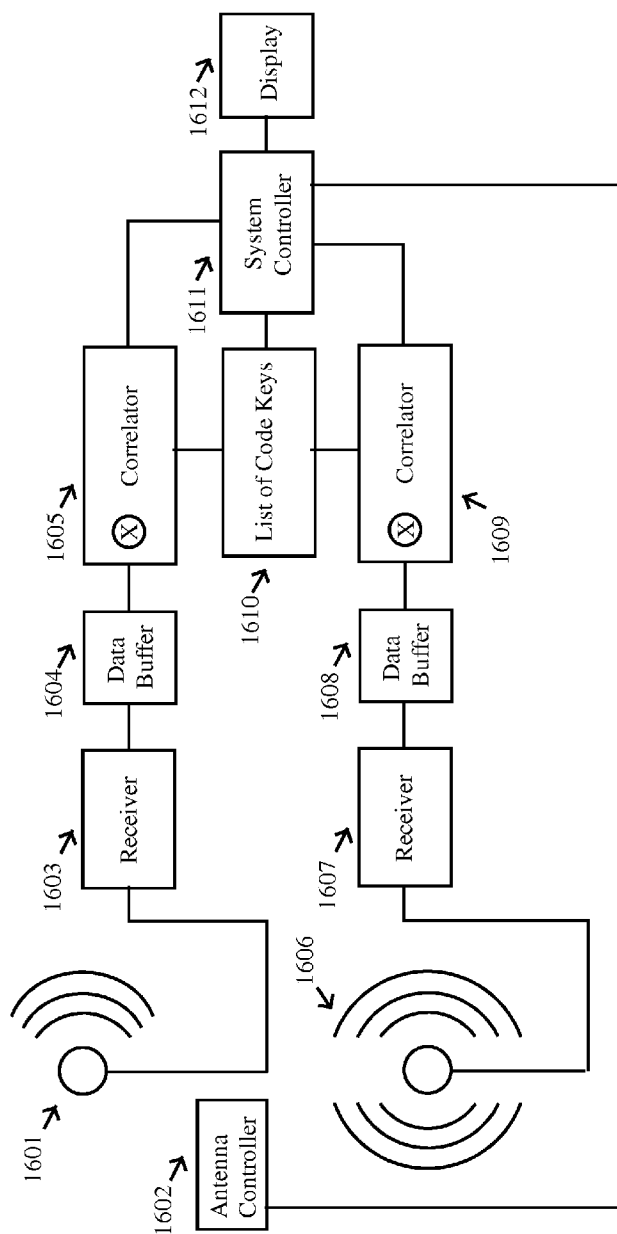 1601
1602
Antenna
Controller
1603
Receiver
1604
Data
Buffer
1605
X
Correlator
1606
1607
Receiver
1608
Data
Buffer
1609
X
Correlator
1610
List of Code Keys
1611
System
Controller
1612
Display